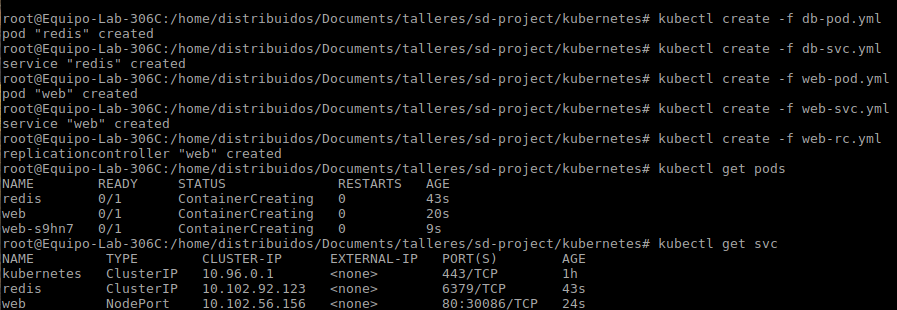 root@Equipo-Lab-306C:/home/distribuidos/Documents/talleres/sd-project/kubernetes# kubectl create -f db-pod.yml
pod "redis" created
root@Equipo-Lab-306C:/home/distribuidos/Documents/talleres/sd-project/kubernetes# kubectl create -f db-svc.yml
service "redis" created
root@Equipo-Lab-306C:/home/distribuidos/Documents/talleres/sd-project/kubernetes# kubectl create -f web-pod.yml
pod "web" created
root@Equipo-Lab-306C:/home/distribuidos/Documents/talleres/sd-project/kubernetes# kubectl create -f web-svc.yml
service "web" created
root@Equipo-Lab-306C:/home/distribuidos/Documents/talleres/sd-project/kubernetes# kubectl create -f web-rc.yml
replicationcontroller "web" created
root@Equipo-Lab-306C:/home/distribuidos/Documents/talleres/sd-project/kubernetes# kubectl get pods
NAME        READY     STATUS              RESTARTS   AGE
redis       0/1       ContainerCreating   0          43s
web         0/1       ContainerCreating   0          20s
web-s9hn7   0/1       ContainerCreating   0          9s
root@Equipo-Lab-306C:/home/distribuidos/Documents/talleres/sd-project/kubernetes# kubectl get svc
NAME         TYPE        CLUSTER-IP      EXTERNAL-IP   PORT(S)        AGE
kubernetes   ClusterIP   10.96.0.1       <none>        443/TCP        1h
redis        ClusterIP   10.102.92.123   <none>        6379/TCP       43s
web          NodePort    10.102.56.156   <none>        80:30086/TCP   24s